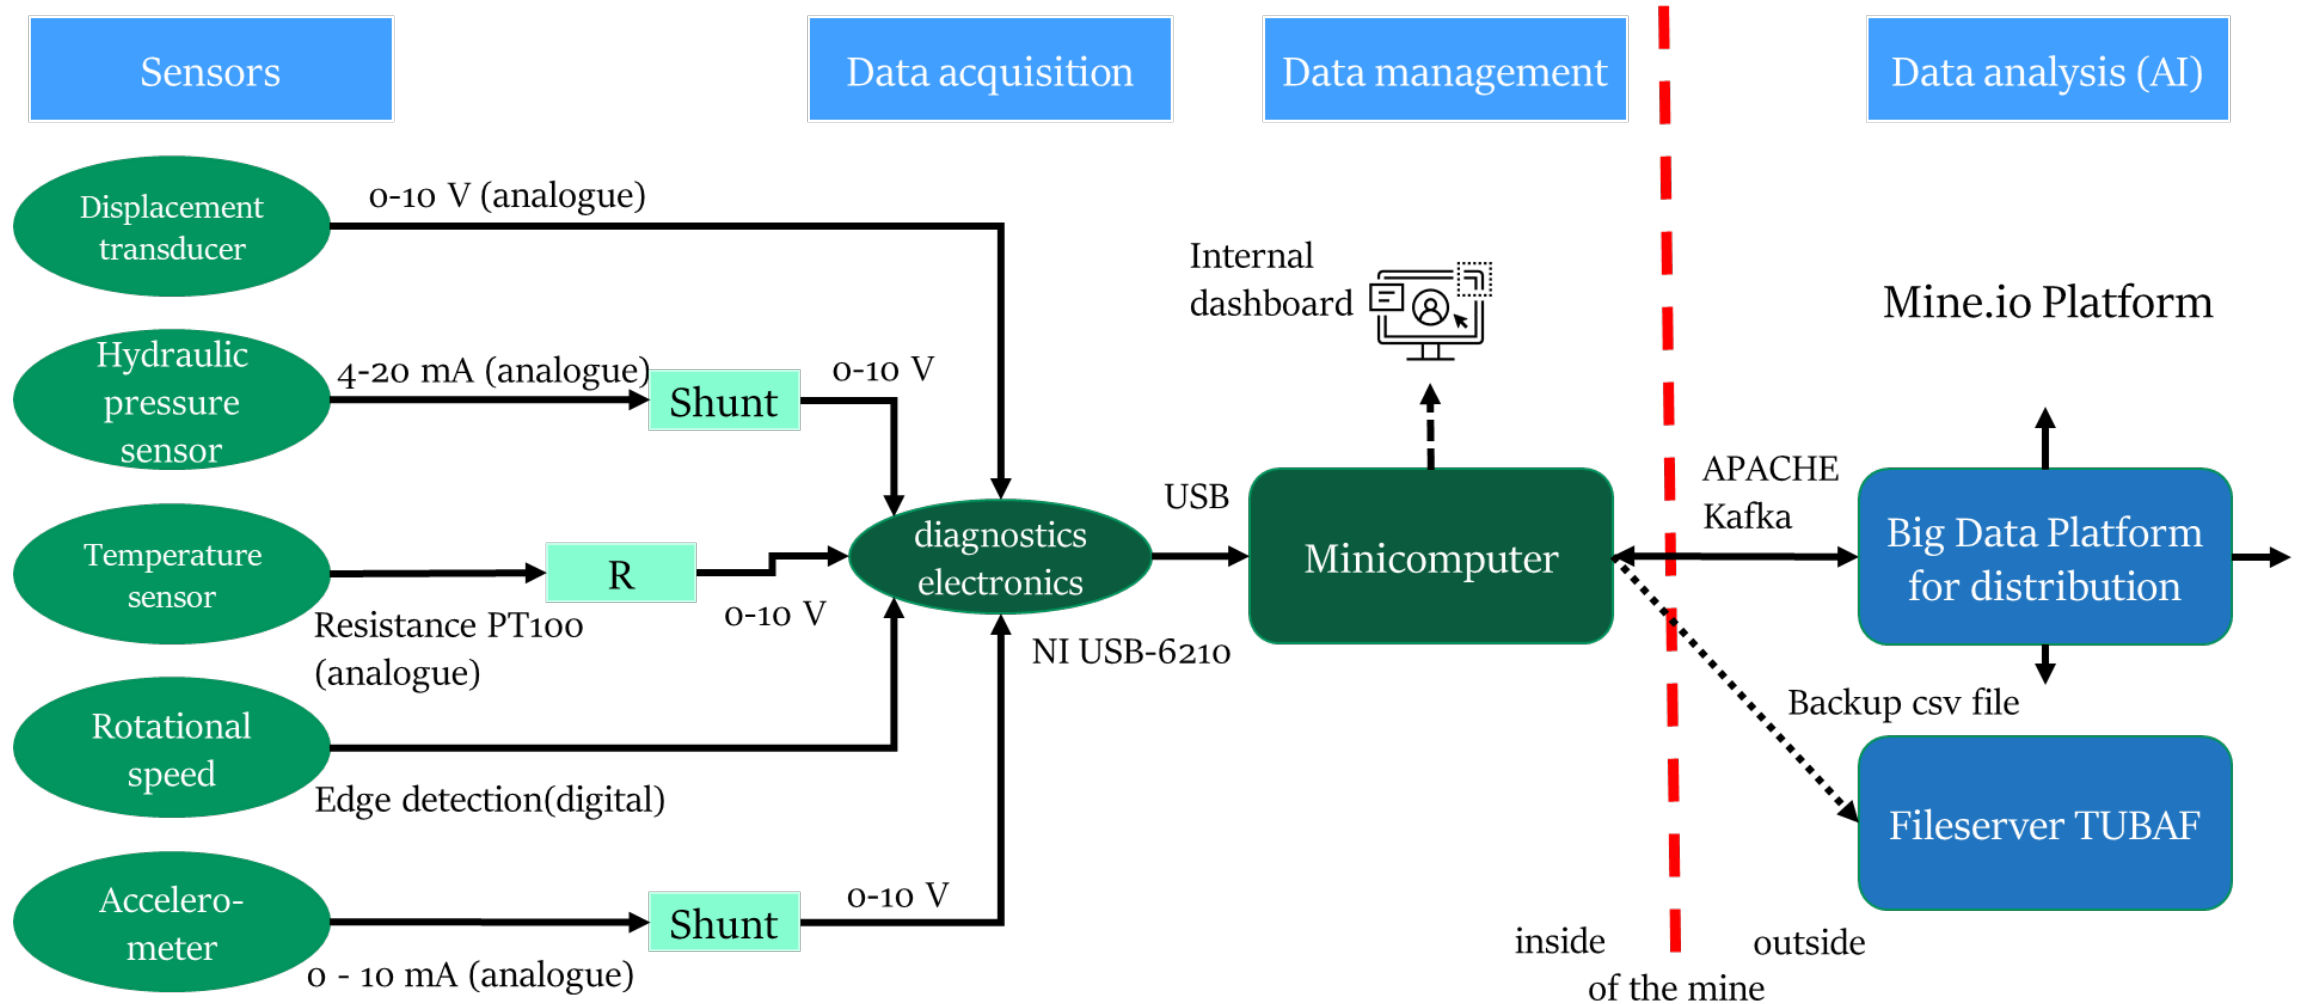 Sensors
Data acquisition
Data management
Data analysis (AI)
Displacement
transducer
0-10 V (analogue)
Hydraulic
pressure
sensor
4-20 mA (analogue)
Shunt
0-10 V
Temperature
sensor
Resistance PT100
(analogue)
R
0-10 V
Rotational
speed
Edge detection(digital)
Accelero-
meter
0 - 10 mA (analogue)
Shunt
0-10 V
diagnostics
electronics
NI USB-6210
USB
Internal
dashboard
Minicomputer
APACHE
Kafka
Mine.io Platform
Big Data Platform
for distribution
Backup csv file
Fileserver TUBAF
inside
outside
of the mine